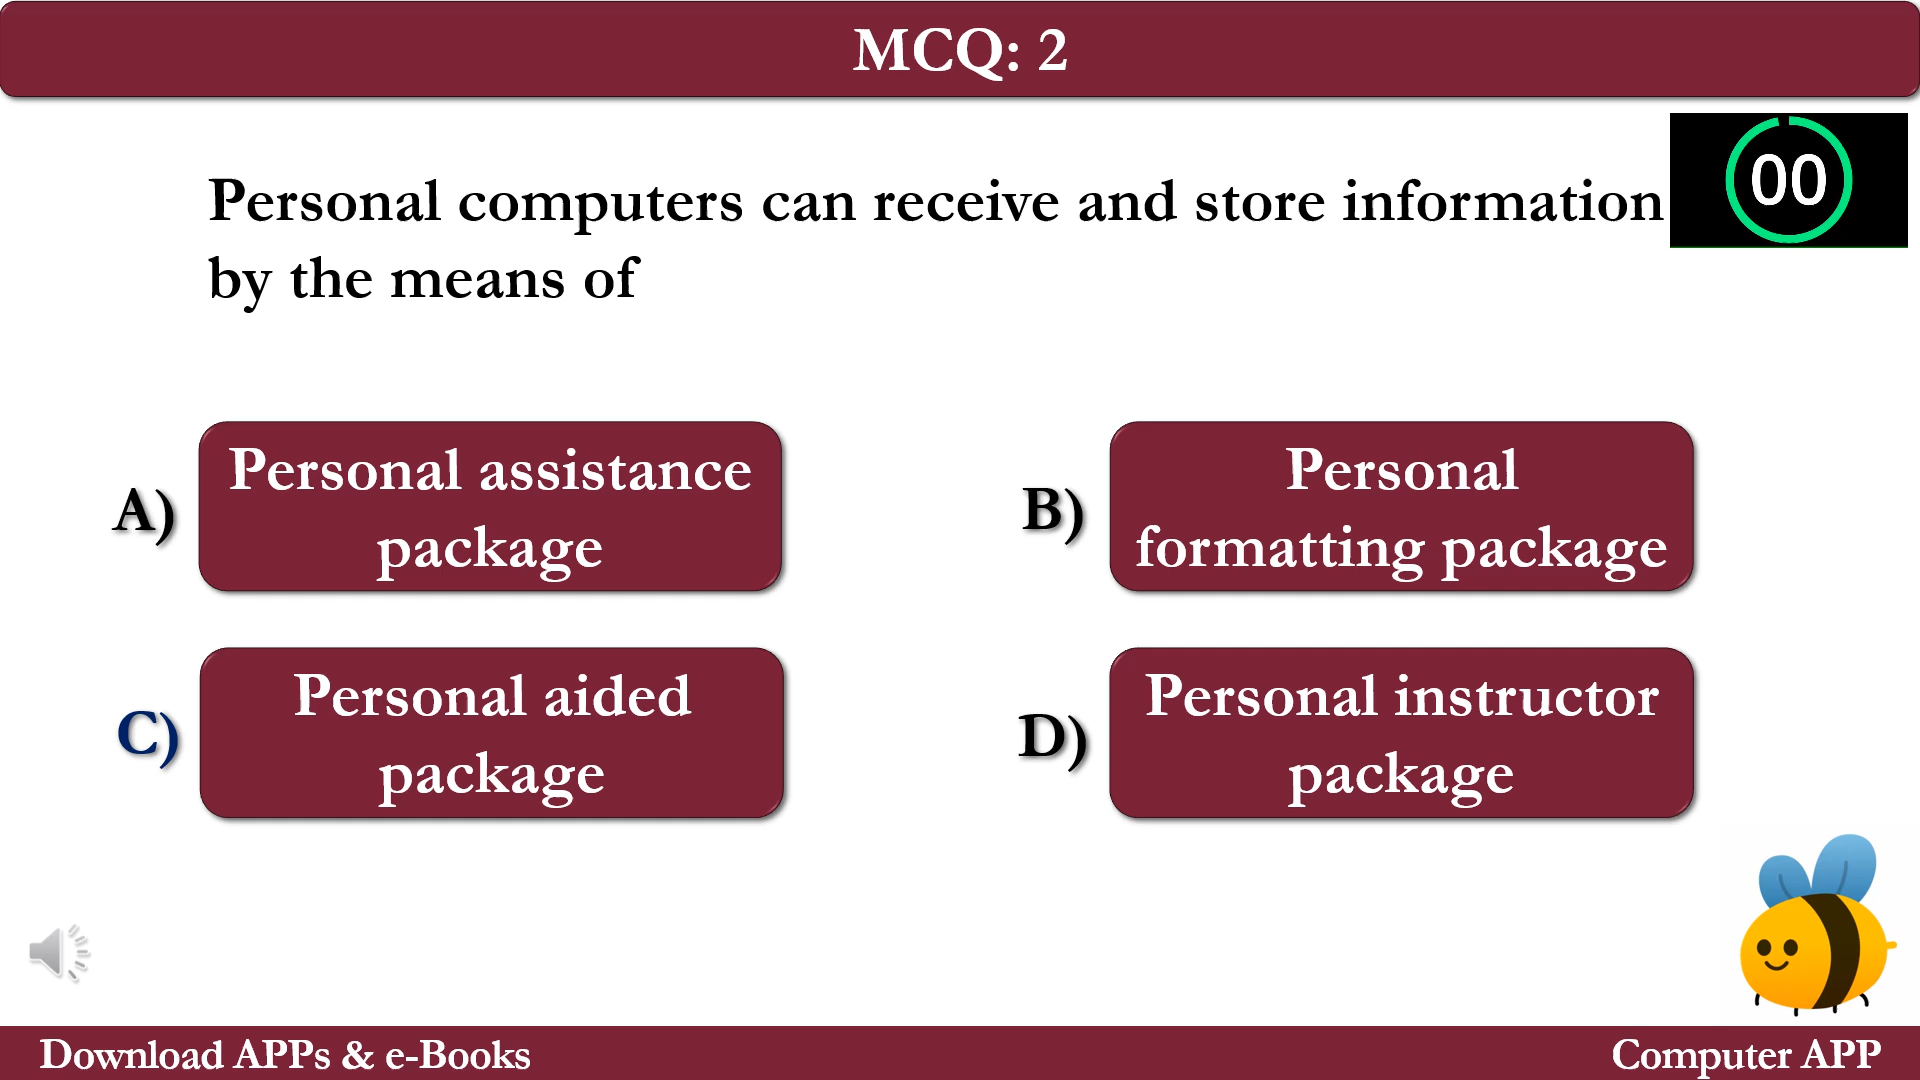 MCQ: 2
00
Personal computers can receive and store information
by the means of
A)
Personal assistance
package
B)
Personal
formatting package
C)
Personal aided
package
D)
Personal instructor
package
Download APPs & e-Books
Computer APP